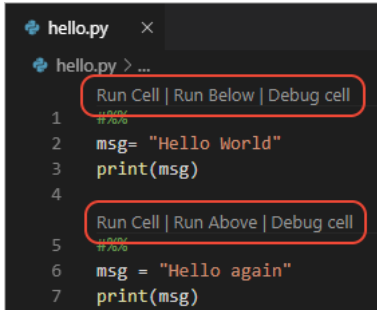 hello.py ×
hello.py > ...
Run Cell | Run Below | Debug cell
1 #%%
2 msg= "Hello World"
3 print(msg)
4
Run Cell | Run Above | Debug cell
5 #%%
6 msg = "Hello again"
7 print(msg)